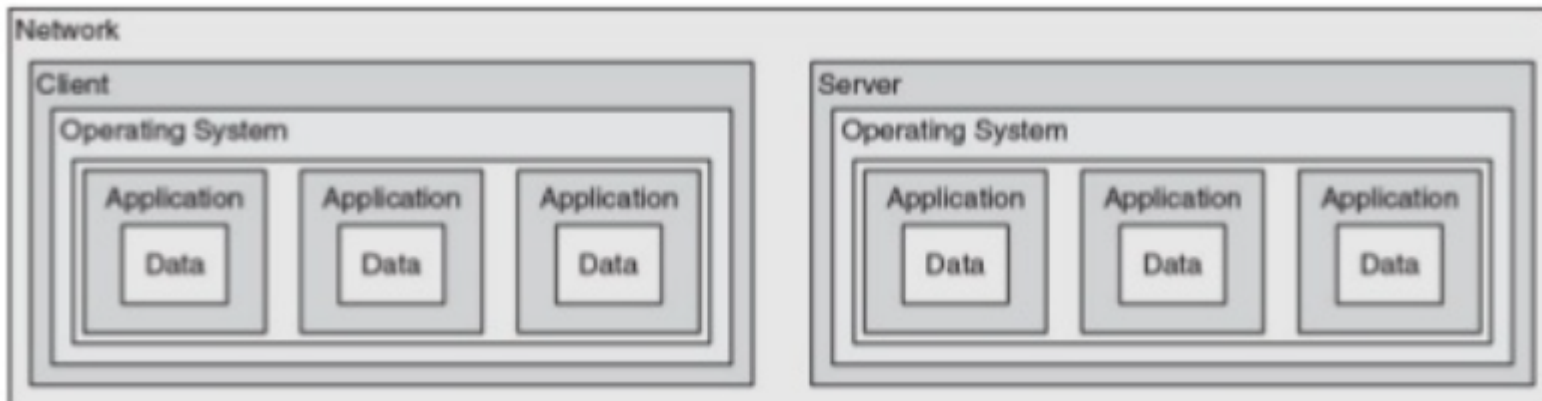 Network
Client
Server
Operating System
Operating System
Application Application Application
Application Application Application
Data Data Data
Data Data Data